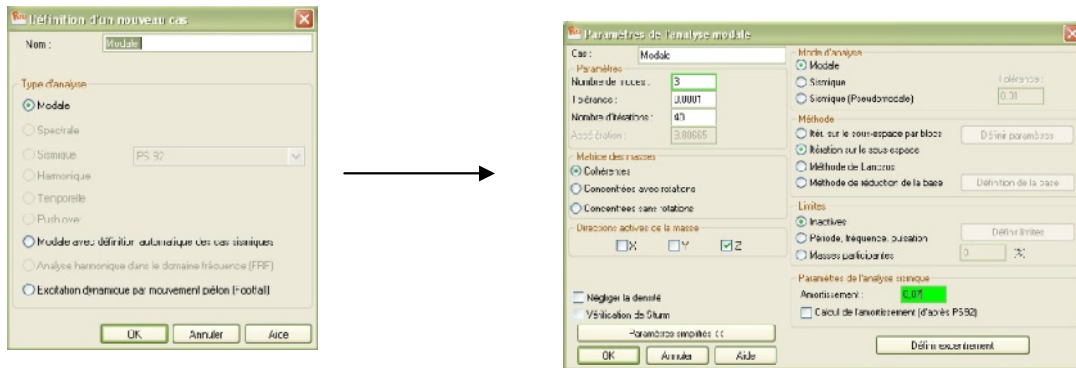 Définition d'un nouveau cas
Nom :
Modale
Type d'analyse
Modale
Spectrale
Sismique
PS 92
Harmonique
Temporelle
Push over
Modale avec définition automatique des cas sismiques
Analyse harmonique dans le domaine fréquence (FRF)
Excitation dynamique par mouvement piéton (Footfall)
OK
Annuler
Aide
Paramètres de l'analyse modale
Cas :
Modale
Paramètres
Nombre de modes :
3
Tolérance :
0,0001
Nombre d'itérations :
40
Accélération :
9,80665
Matrice des masses
Cohérentes
Concentrées avec rotations
Concentrées sans rotations
Directions actives de la masse
X
Y
Z
Négliger la densité
Vérification de Sturm
Paramètres simplifiés <<
OK
Annuler
Aide
Mode d'analyse
Modale
Sismique
Sismique (Pseudomodale)
Tolérance :
0,01
Méthode
Itér. sur le sous-espace par blocs
Définir paramètres
Itération sur le sous-espace
Méthode de Lanczos
Méthode de réduction de la base
Définition de la base
Limites
Inactives
Période, fréquence, pulsation
Masses participantes
Définir limites
0
(%)
Paramètres de l'analyse sismique
Amortissement :
Calcul de l'amortissement (d'après PS92)
Définir excentrement